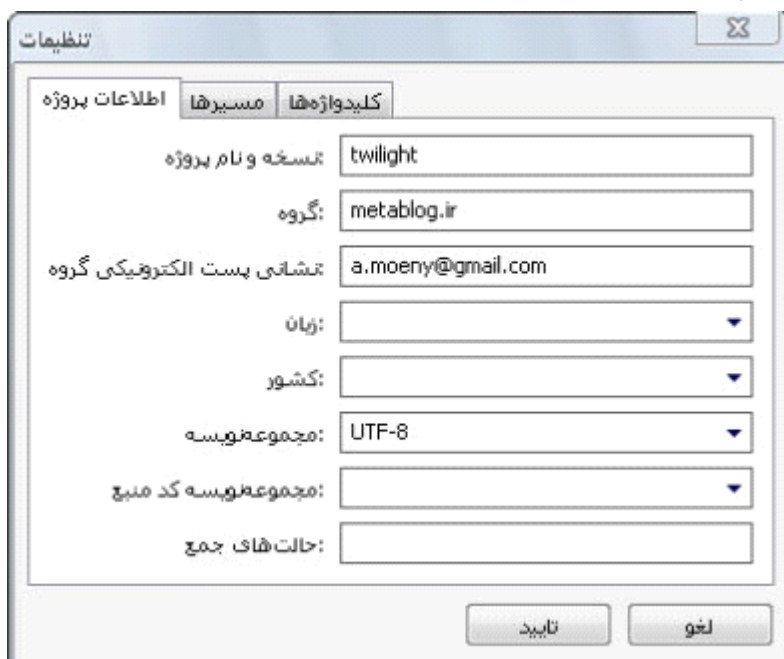 تنظیمات
اطلاعات پروژه
مسیرها
کلیدواژه‌ها
نسخه و نام پروژه: twilight
گروه: metablog.ir
نشانی پست الکترونیکی گروه: a.moeny@gmail.com
زبان:
کشور:
مجموعه‌نویسه: UTF-8
مجموعه‌نویسه کد منبع:
حالت‌های جمع:
تایید
لغو